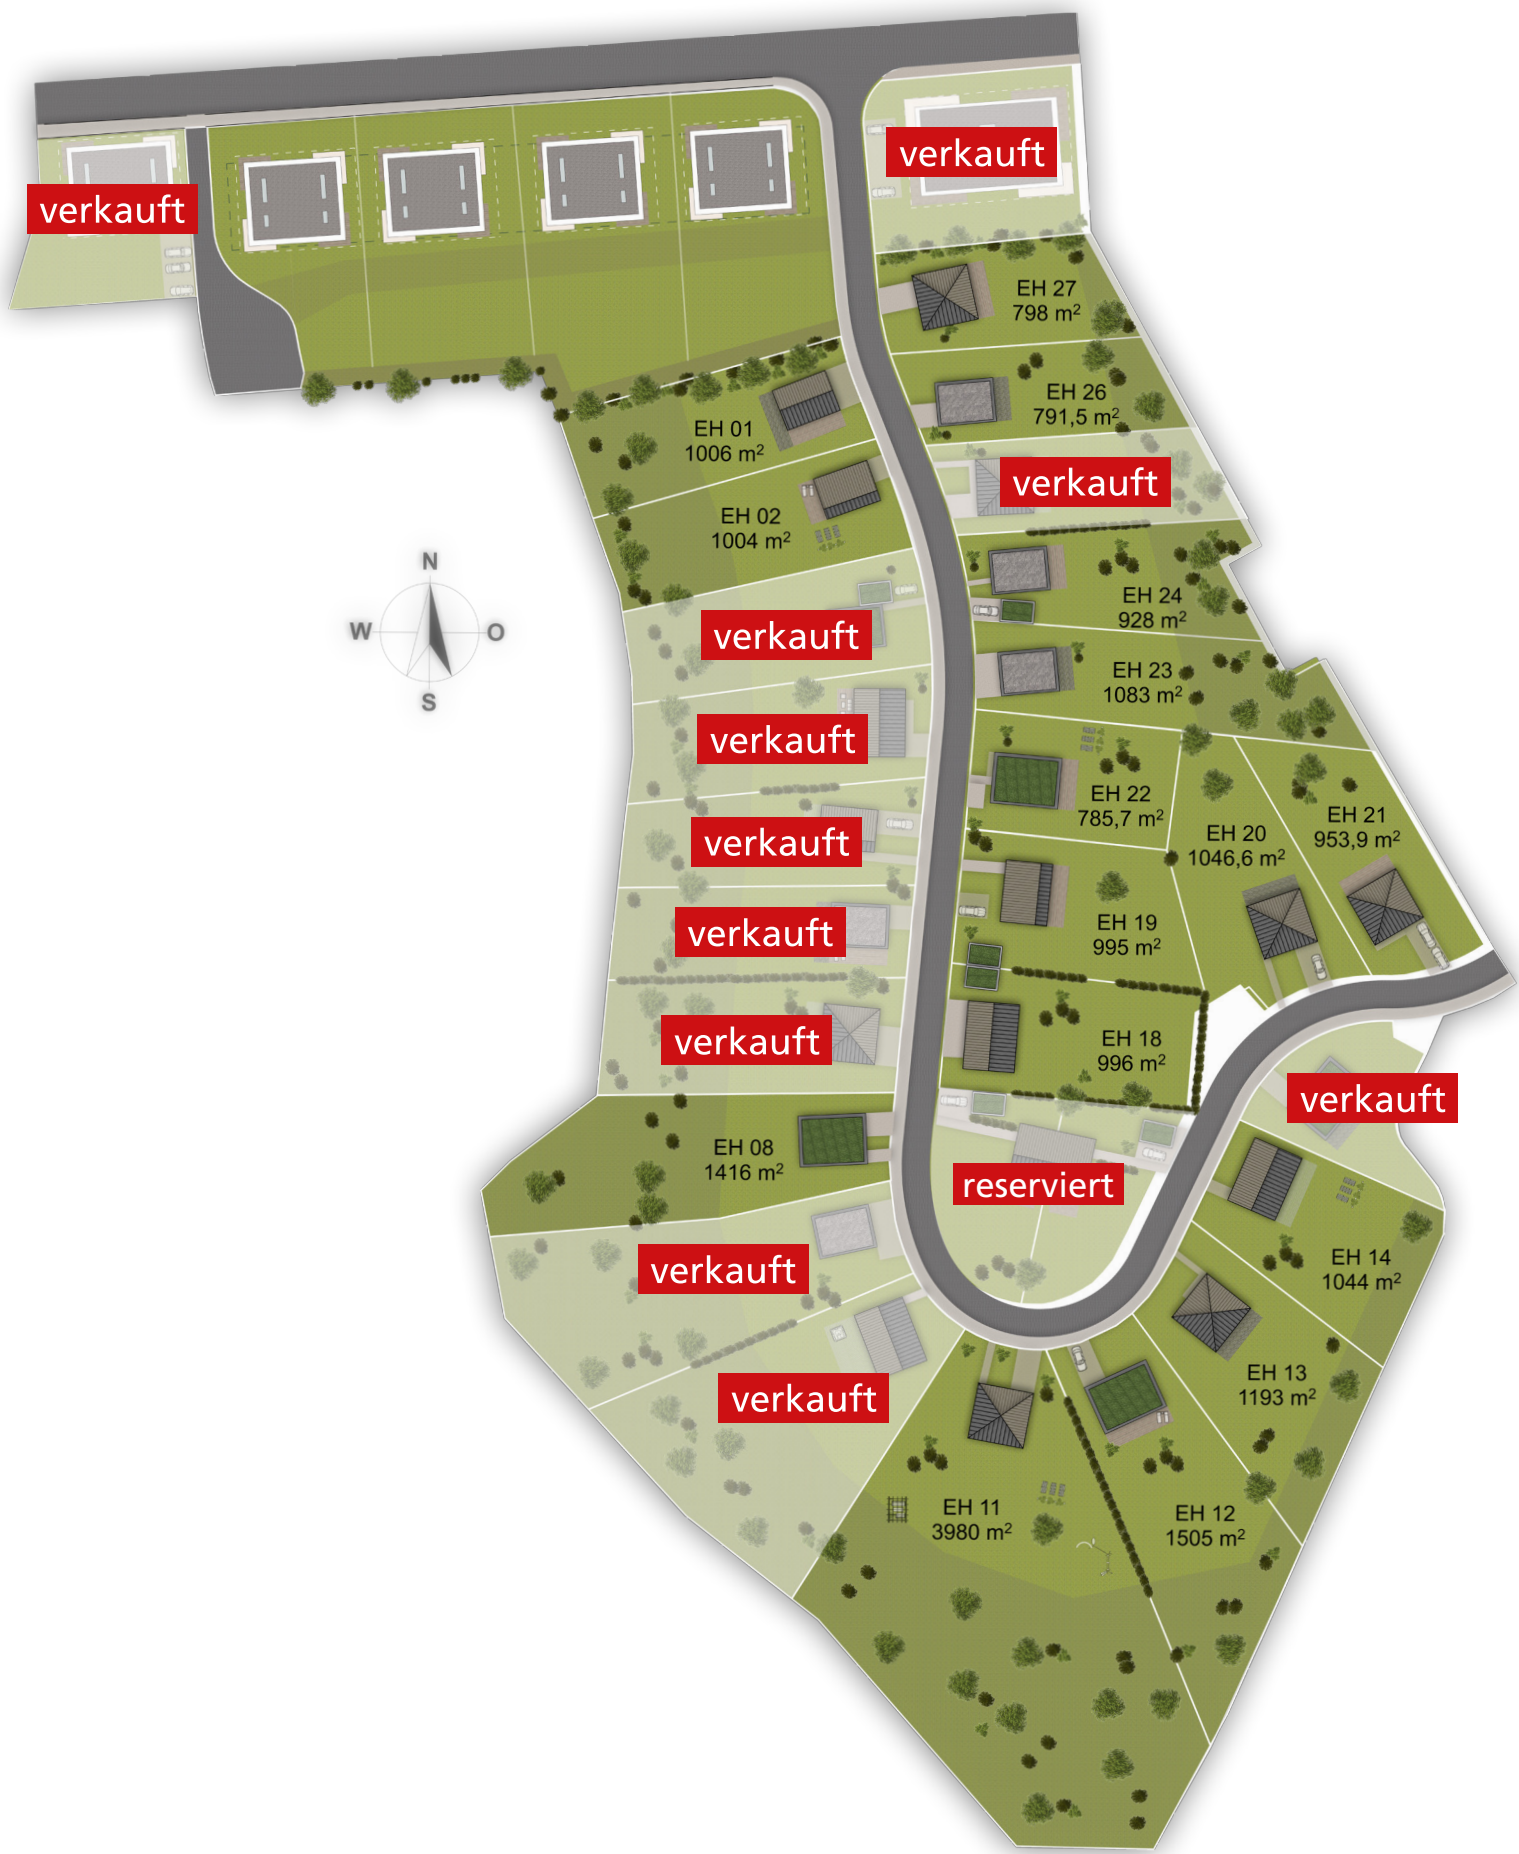 verkauft
verkauft
EH 27
798 m²
EH 26
791,5 m²
EH 01
1006 m²
verkauft
EH 02
1004 m²
N
W
O
S
EH 24
928 m²
verkauft
EH 23
1083 m²
verkauft
EH 22
785,7 m²
EH 21
953,9 m²
EH 20
1046,6 m²
verkauft
EH 19
995 m²
verkauft
verkauft
EH 18
996 m²
verkauft
EH 08
1416 m²
reserviert
EH 14
1044 m²
verkauft
EH 13
1193 m²
verkauft
EH 11
3980 m²
EH 12
1505 m²